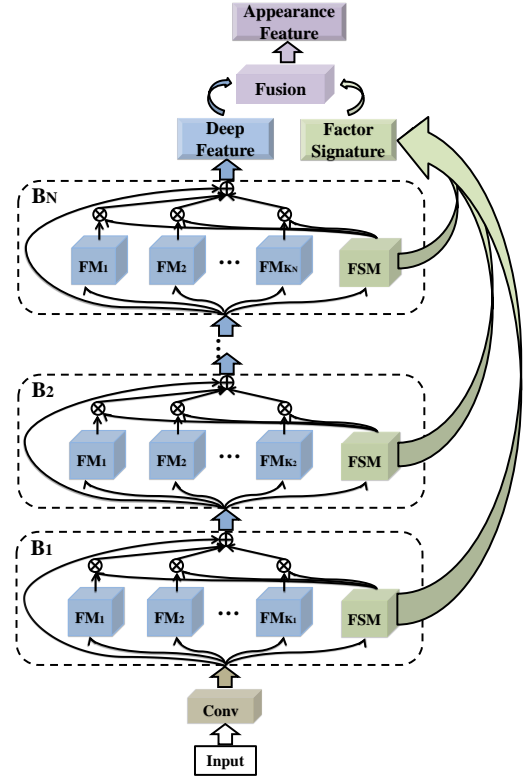 Appearance
Feature
Fusion
Deep
Feature
Factor
Signature
BN
FM1
FM2
...
FMKN
FSM
B2
FM1
FM2
...
FMK2
FSM
B1
FM1
FM2
...
FMK1
FSM
Conv
Input